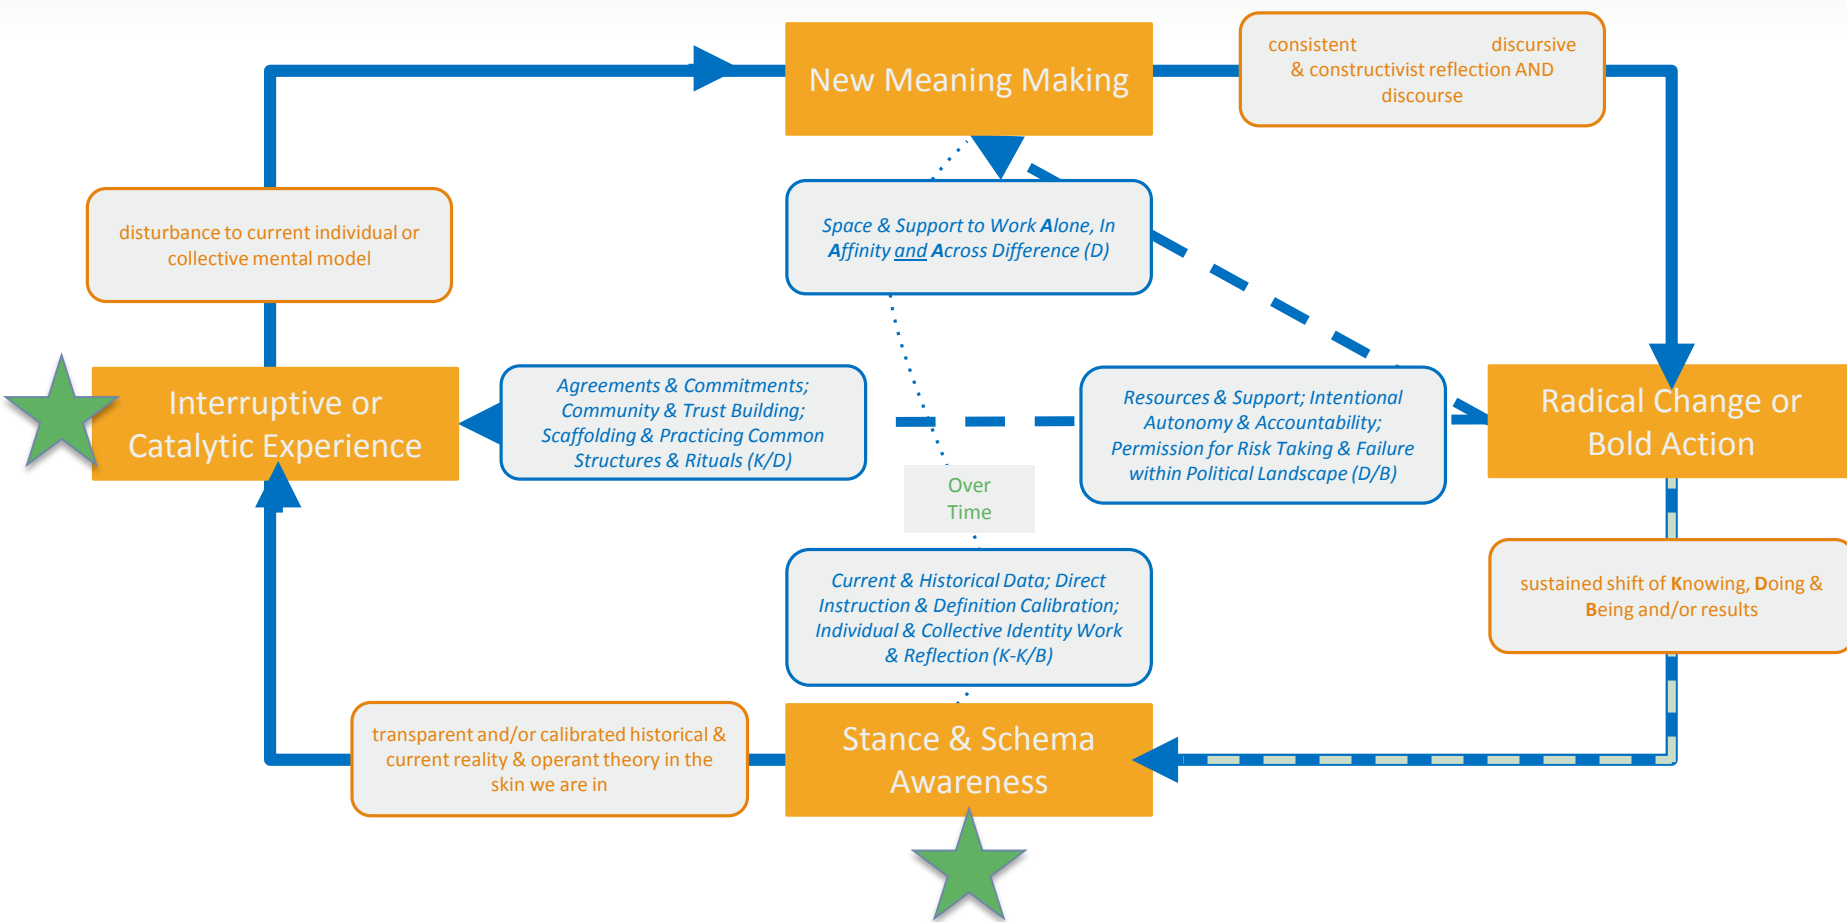 New Meaning Making
consistent discursive
& constructivist reflection AND
discourse
disturbance to current individual or
collective mental model
Space & Support to Work Alone, In
Affinity and Across Difference (D)
Interruptive or
Catalytic Experience
Agreements & Commitments;
Community & Trust Building;
Scaffolding & Practicing Common
Structures & Rituals (K/D)
Resources & Support; Intentional
Autonomy & Accountability;
Permission for Risk Taking & Failure
within Political Landscape (D/B)
Radical Change or
Bold Action
Over
Time
Current & Historical Data; Direct
Instruction & Definition Calibration;
Individual & Collective Identity Work
& Reflection (K-K/B)
sustained shift of Knowing, Doing &
Being and/or results
transparent and/or calibrated historical &
current reality & operant theory in the
skin we are in
Stance & Schema
Awareness